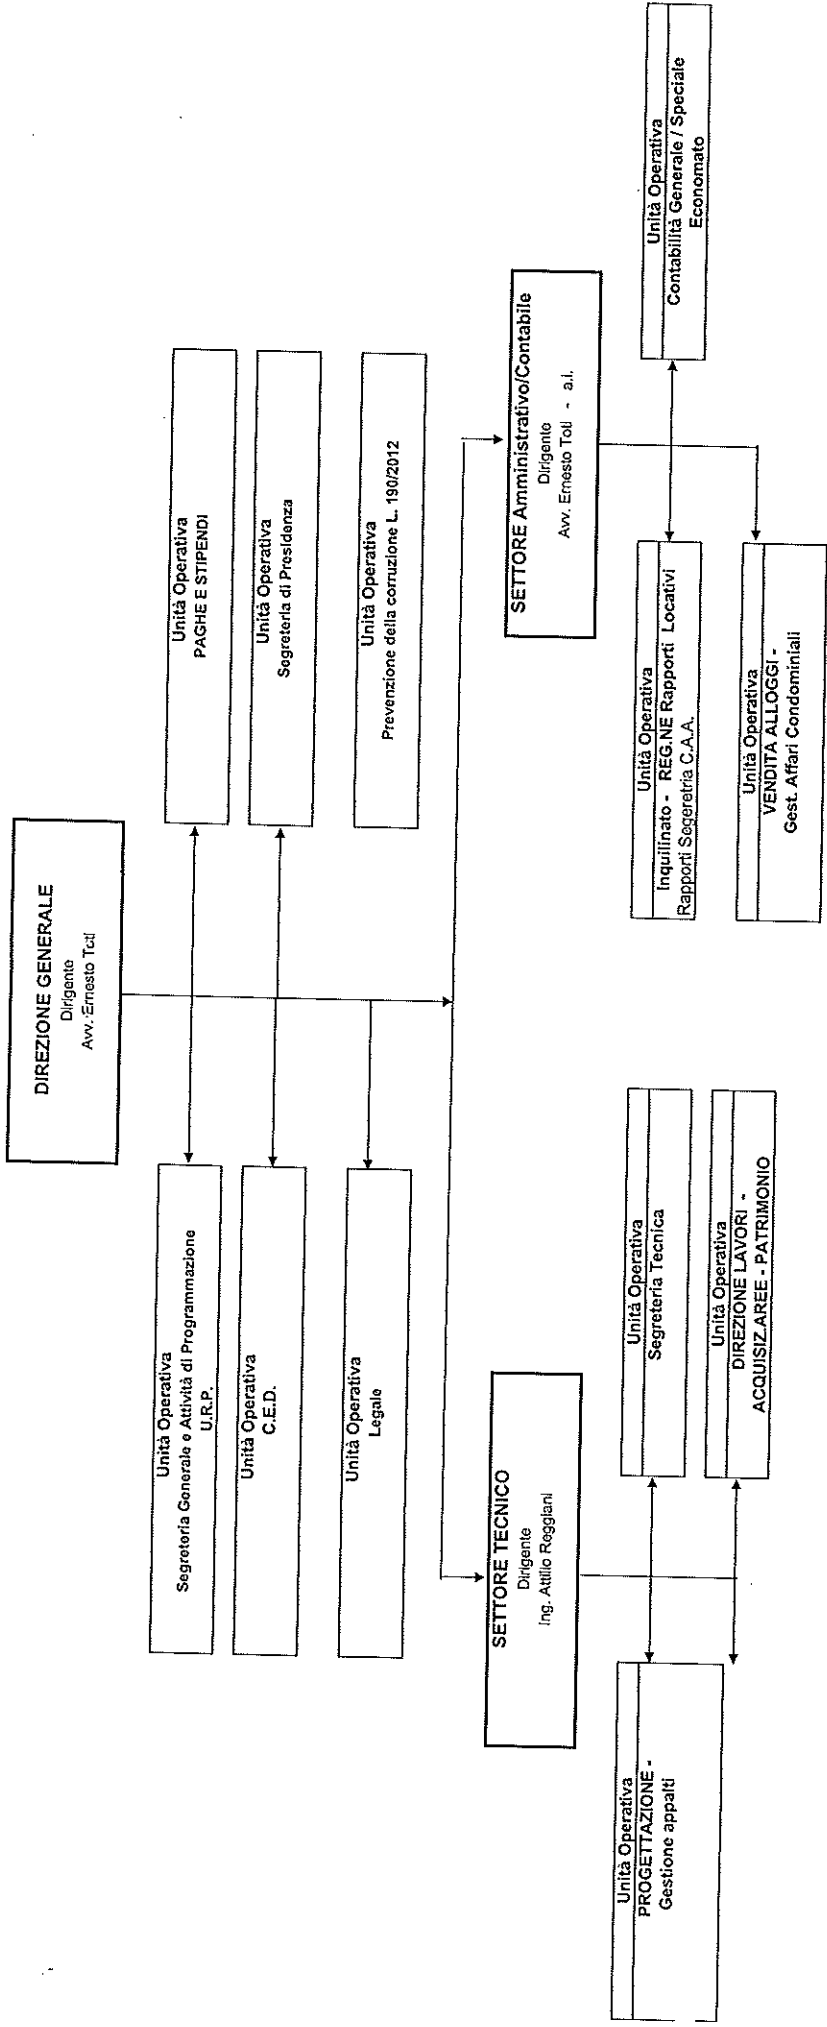 DIREZIONE GENERALE
Dirigente
Avv. Ernesto Toti
Unità Operativa
Segreteria Generale e Attività di Programmazione
U.R.P.
Unità Operativa
PAGHE E STIPENDI
Unità Operativa
C.E.D.
Unità Operativa
Segreteria di Presidenza
Unità Operativa
Legale
Unità Operativa
Prevenzione della corruzione L. 190/2012
SETTORE TECNICO
Dirigente
Ing. Attilio Reggiani
SETTORE Amministrativo/Contabile
Dirigente
Avv. Ernesto Toti - a.i.
Unità Operativa
PROGETTAZIONE -
Gestione appalti
Unità Operativa
Segreteria Tecnica
Unità Operativa
DIREZIONE LAVORI -
ACQUISIZ.AREE - PATRIMONIO
Unità Operativa
Inquilinato - REG.NE Rapporti Locativi
Rapporti Segeretria C.A.A.
Unità Operativa
Contabilità Generale / Speciale
Economato
Unità Operativa
VENDITA ALLOGGI -
Gest. Affari Condominiali